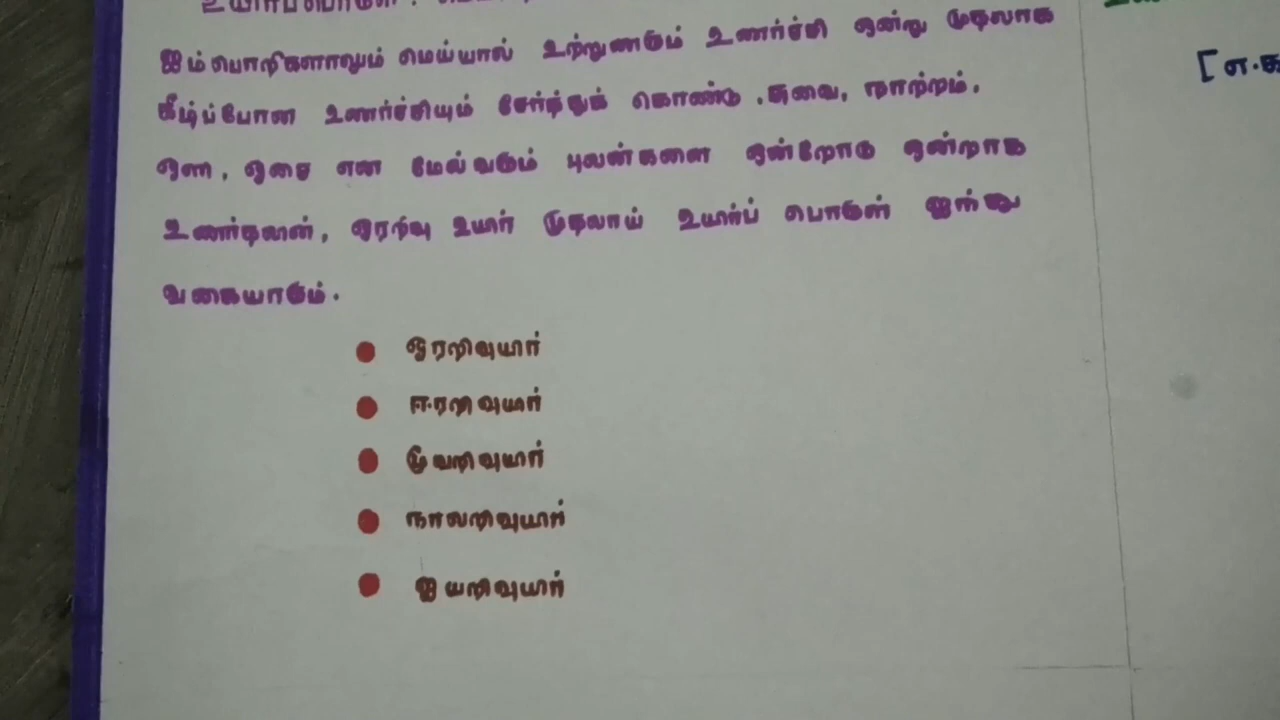 ஐம்பொறிகளாலும் மெய்யால் உற்றுணரும் உணர்ச்சி ஒன்று முதலாக
கீழ்ப்போன உணர்ச்சியும் சேர்த்துக் கொண்டு .சுவை, நாற்றம்.
ஒளி, ஓசை என மேல்வரும் புலன்களை ஒன்றோடு ஒன்றாக
உணர்தலான், ஓரறிவு உயிர் முதலாய் உயிர்ப் பொருள் ஐந்து
வகையாகும்.
ஓரறிவுயிர்
ஈரறிவுயிர்
மூவறிவுயிர்
நாலறிவுயிர்
ஐயறிவுயிர்
[எ.க